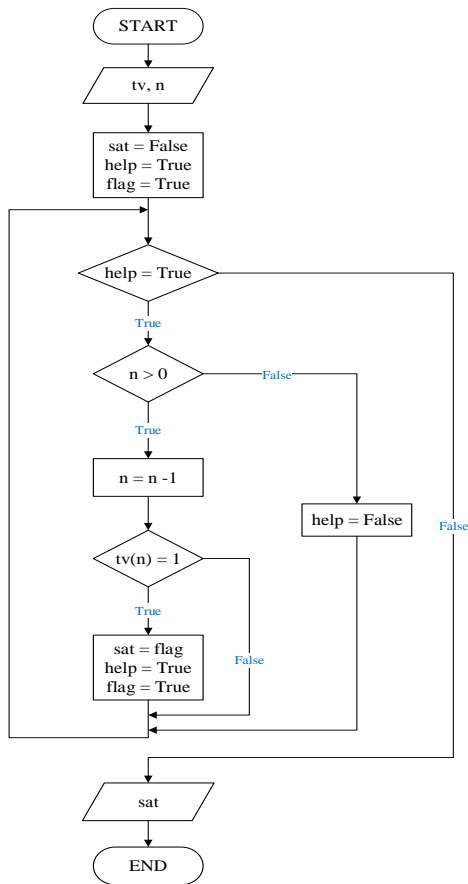 START
tv, n
sat = False
help = True
flag = True
help = True
True
n > 0
False
True
n = n -1
help = False
False
tv(n) = 1
True
sat = flag
help = True
flag = True
False
sat
END